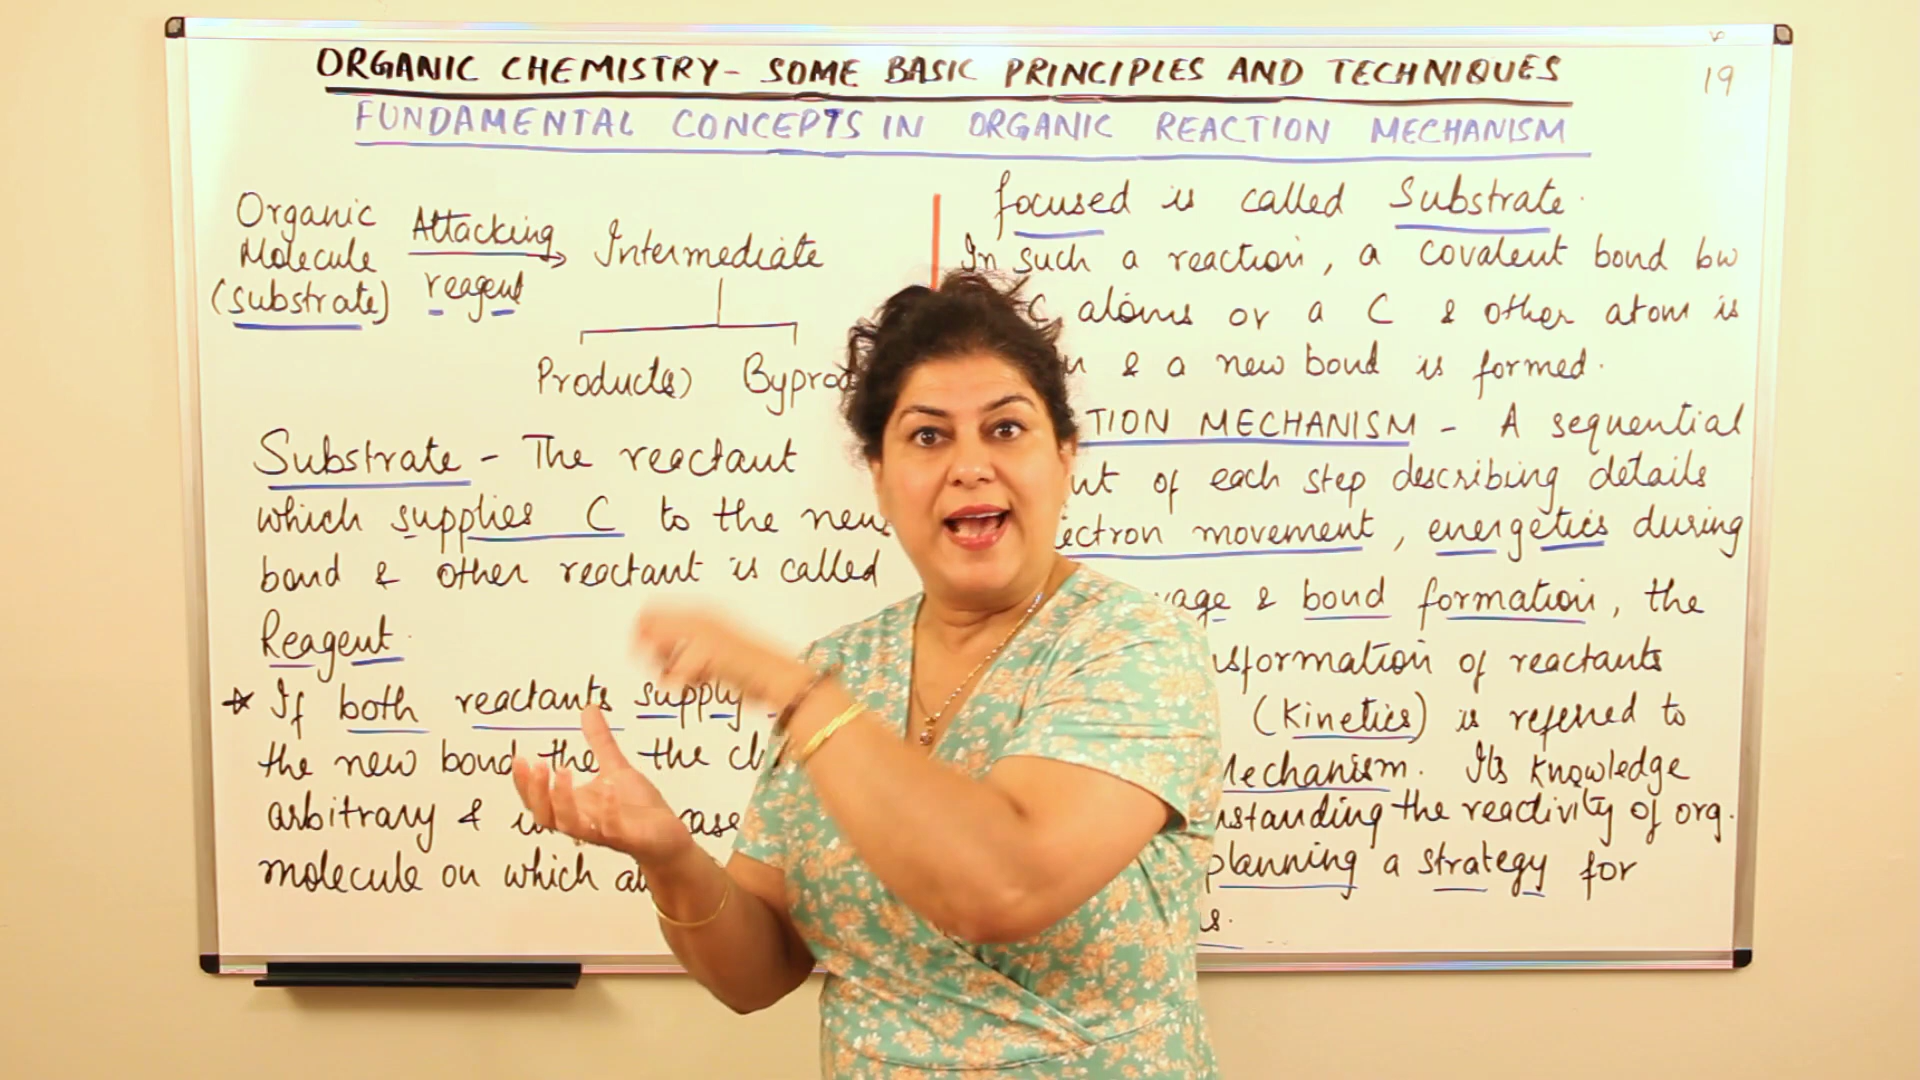 ORGANIC CHEMISTRY- SOME BASIC PRINCIPLES AND TECHNIQUES
19
FUNDAMENTAL CONCEPTS IN ORGANIC REACTION MECHANISM
Organic
Molecule
(substrate)
Attacking
reagent
Intermediate
Product(s)
Substrate - The reactant
which supplies C to the new
bond & other reactant is called
Reagent.
* If both reactants supply
the new bond the the
arbitrary &
molecule on which
focused is called Substrate.
In such a reaction, a covalent bond bw
C atoms or a C & other atom is
& a new bond is formed.
MECHANISM - A sequential
of each step describing details
movement, energetics during
& bond formation, the
of reactants
(Kinetics) is referred to
Mechanism. Its knowledge
the reactivity of org.
planning a strategy for